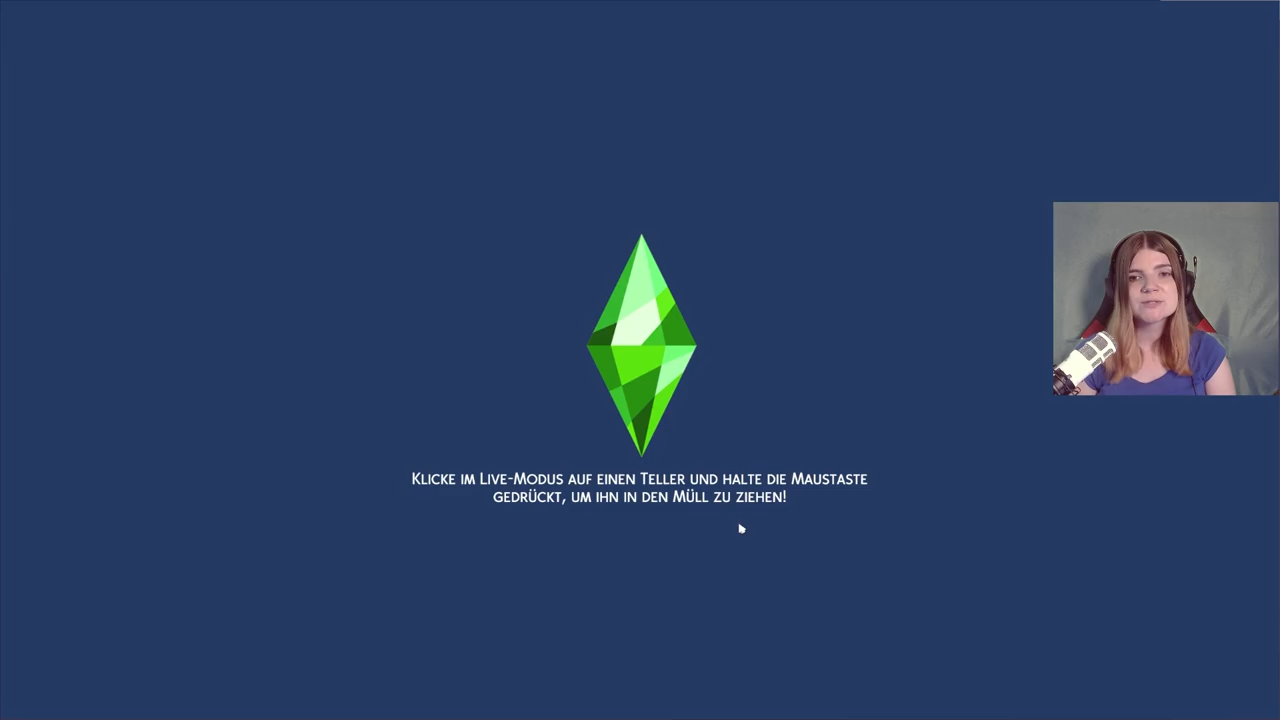 Klicke im Live-Modus auf einen Teller und halte die Maustaste
gedrückt, um ihn in den Müll zu ziehen!